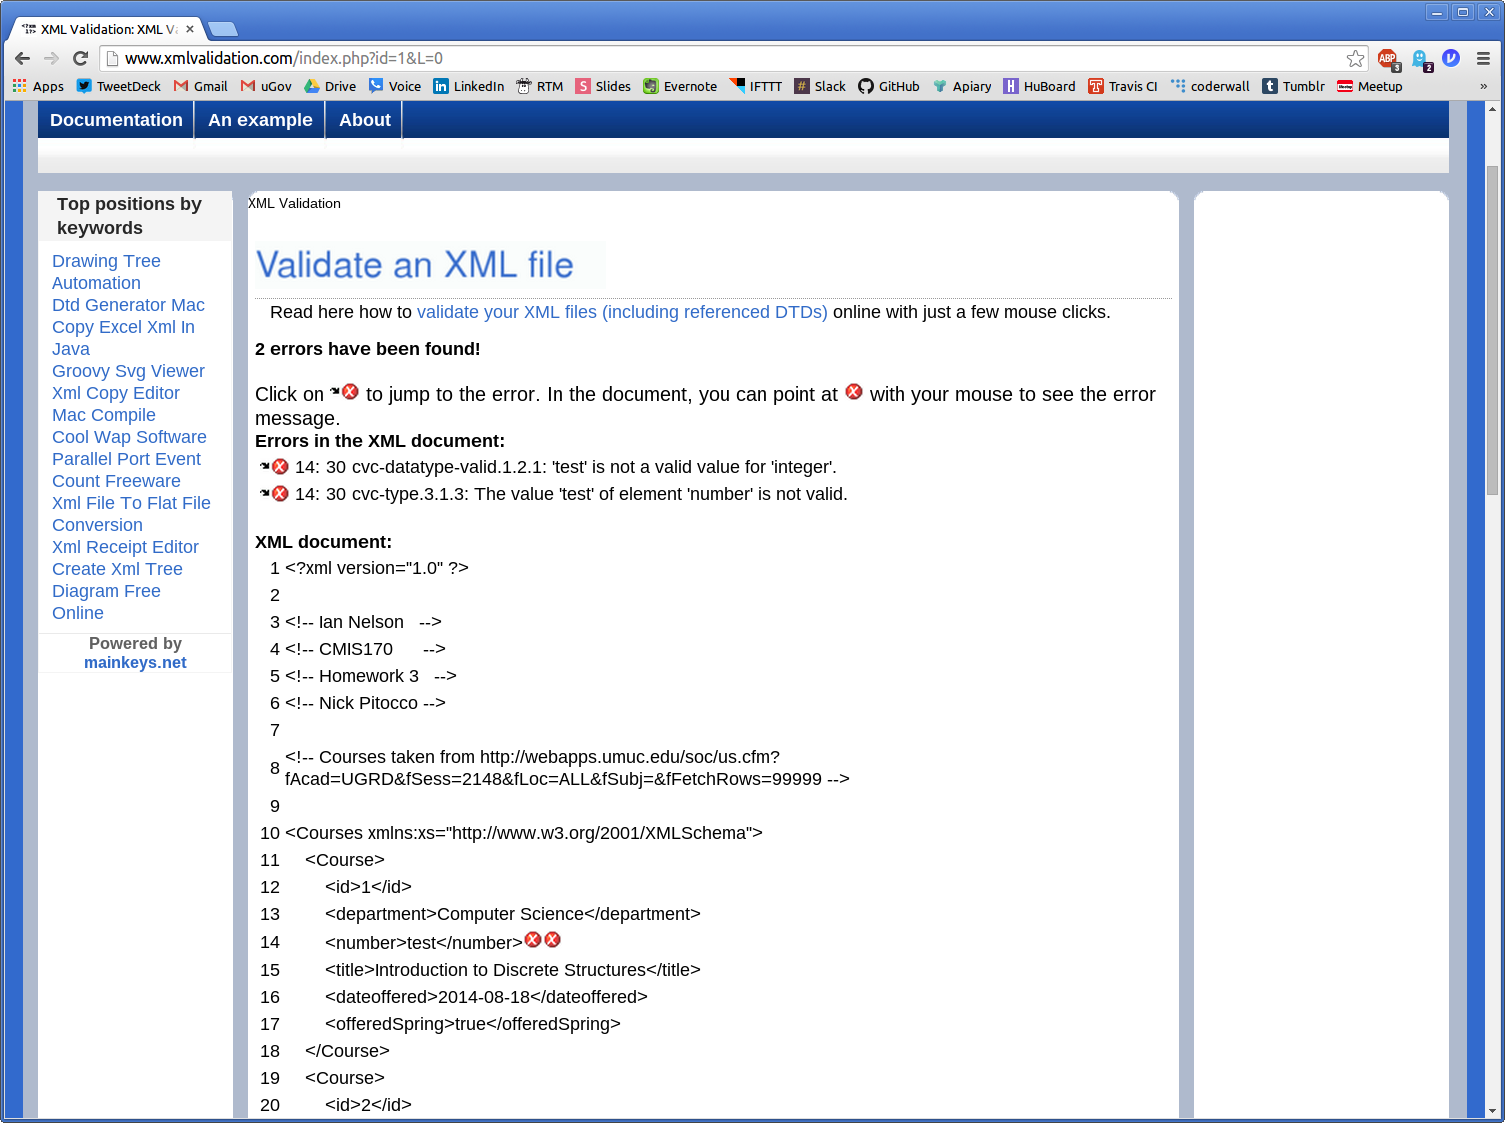 XML Validation: XML V
www.xmlvalidation.com/index.php?id=1&L=0
ABP 3 2
Apps TweetDeck Gmail uGov Drive Voice LinkedIn RTM Slides Evernote IFTTT Slack GitHub Apiary HuBoard Travis CI coderwall Tumblr Meetup »
Documentation An example About
Top positions by
keywords
Drawing Tree
Automation
Dtd Generator Mac
Copy Excel Xml In
Java
Groovy Svg Viewer
Xml Copy Editor
Mac Compile
Cool Wap Software
Parallel Port Event
Count Freeware
Xml File To Flat File
Conversion
Xml Receipt Editor
Create Xml Tree
Diagram Free
Online
Powered by
mainkeys.net
XML Validation
Validate an XML file
Read here how to validate your XML files (including referenced DTDs) online with just a few mouse clicks.
2 errors have been found!
Click on to jump to the error. In the document, you can point at with your mouse to see the error
message.
Errors in the XML document:
14: 30 cvc-datatype-valid.1.2.1: 'test' is not a valid value for 'integer'.
14: 30 cvc-type.3.1.3: The value 'test' of element 'number' is not valid.
XML document:
1 <?xml version="1.0" ?>
2
3 <!-- Ian Nelson -->
4 <!-- CMIS170 -->
5 <!-- Homework 3 -->
6 <!-- Nick Pitocco -->
7
8 <!-- Courses taken from http://webapps.umuc.edu/soc/us.cfm?
fAcad=UGRD&fSess=2148&fLoc=ALL&fSubj=&fFetchRows=99999 -->
9
10 <Courses xmlns:xs="http://www.w3.org/2001/XMLSchema">
11 <Course>
12 <id>1</id>
13 <department>Computer Science</department>
14 <number>test</number>
15 <title>Introduction to Discrete Structures</title>
16 <dateoffered>2014-08-18</dateoffered>
17 <offeredSpring>true</offeredSpring>
18 </Course>
19 <Course>
20 <id>2</id>